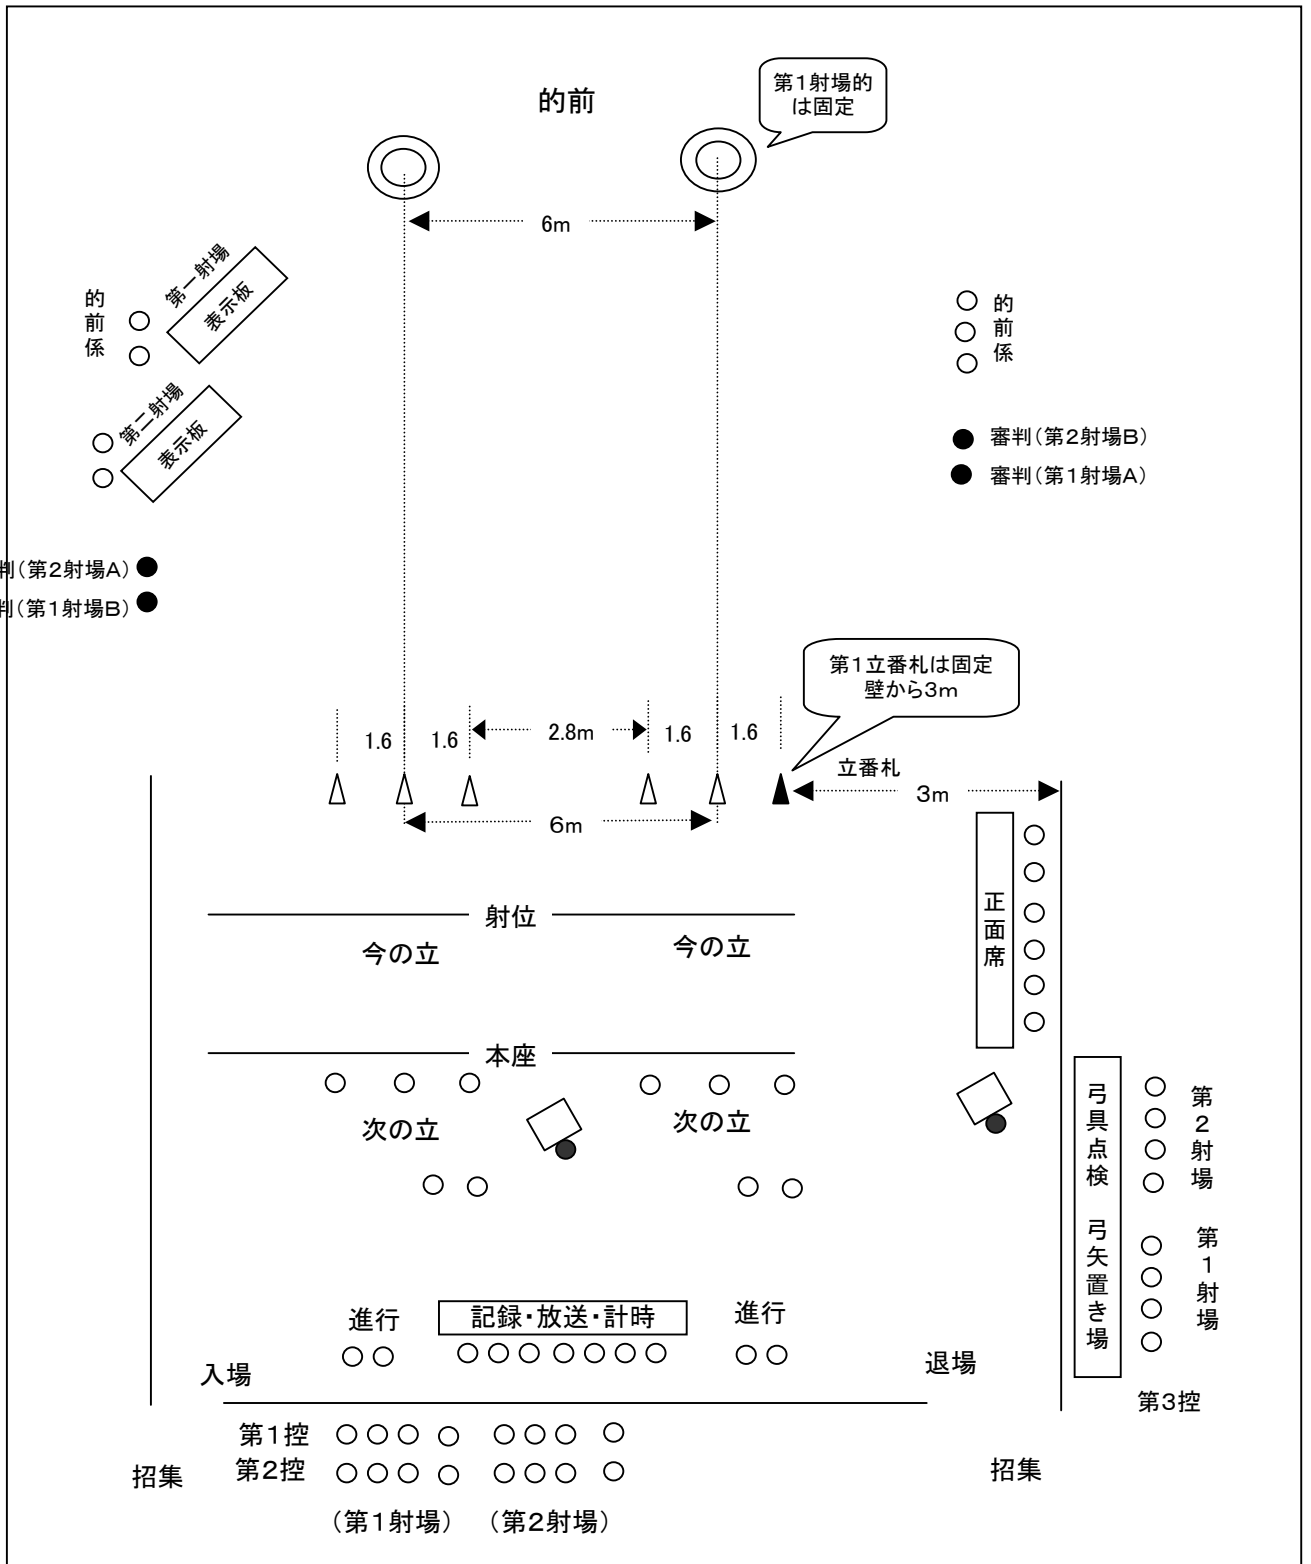 的前
第1射場的
は固定
6m
第一射場
表示板
的前係
的前係
第二射場
表示板
審判(第2射場B)
審判(第1射場A)
判(第2射場A)
判(第1射場B)
第1立番札は固定
壁から3m
1.6
1.6
2.8m
1.6
1.6
立番札
3m
6m
正面席
射位
今の立
今の立
本座
次の立
次の立
弓具点検 弓矢置き場
第2射場
第1射場
進行
記録・放送・計時
進行
入場
退場
第3控
第1控
第2控
招集
招集
(第1射場)
(第2射場)